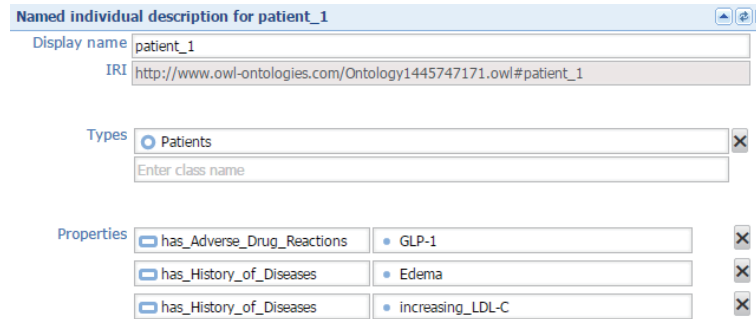 Named individual description for patient_1
Display name patient_1
IRI http://www.owl-ontologies.com/Ontology1445747171.owl#patient_1
Types Patients
Enter class name
Properties has_Adverse_Drug_Reactions GLP-1
has_History_of_Diseases Edema
has_History_of_Diseases increasing_LDL-C